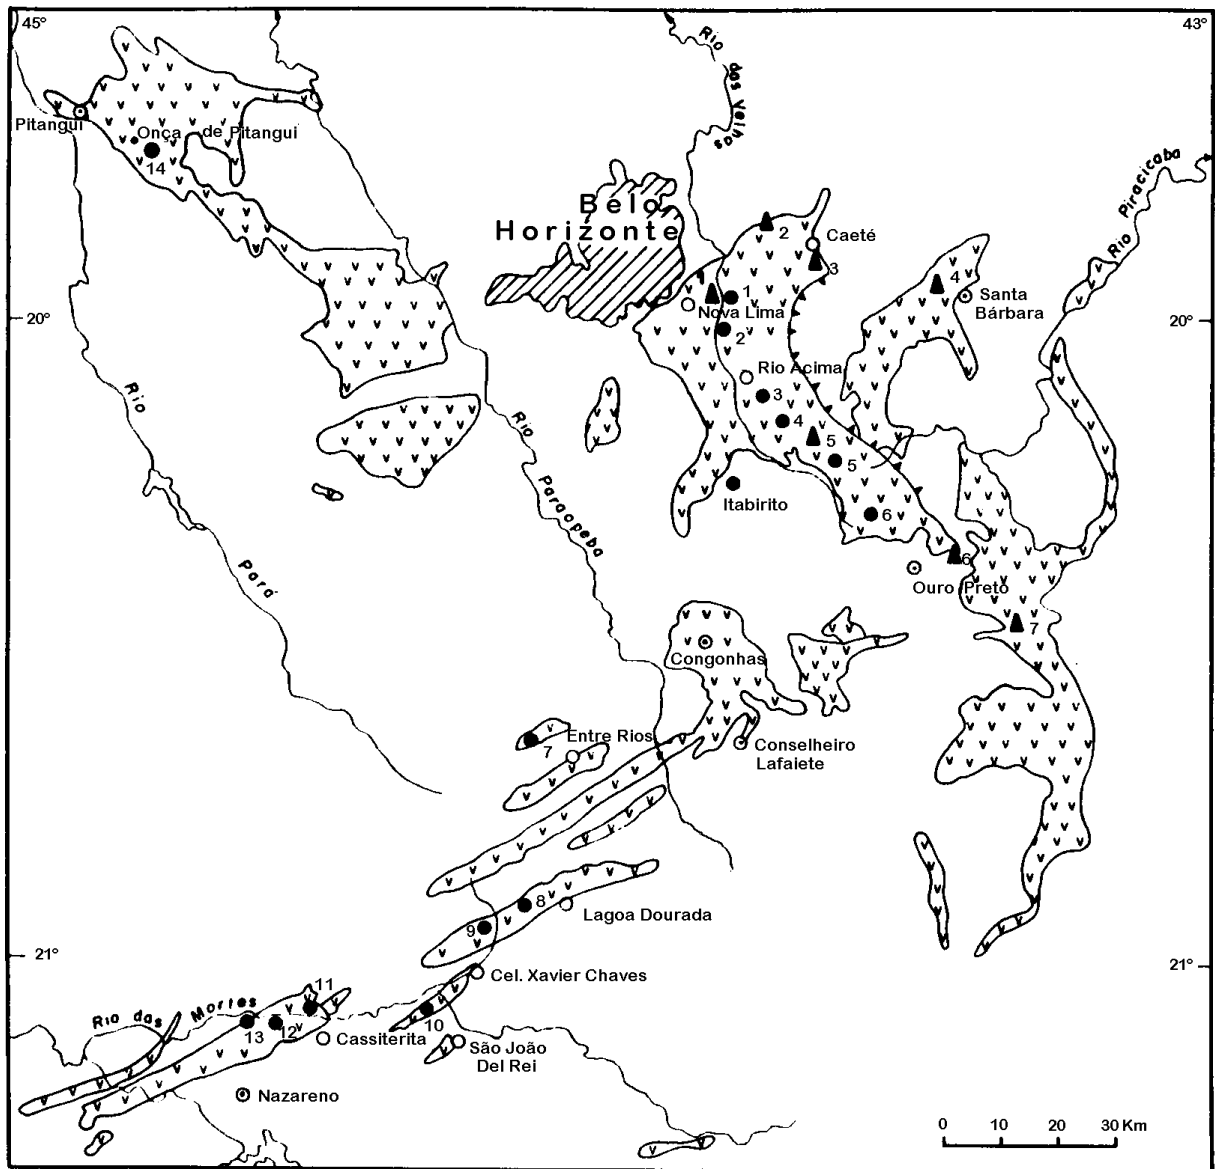 45°
43°
Rio das Velhas
Pitangui
Onça de Pitangui
14
Rio Piracicaba
Belo
Horizonte
2
Caeté
3
4
Santa
Bárbara
1
Nova Lima
2
20°
20°
Rio Acima
3
4
5
5
Itabirito
6
6
Ouro Preto
7
Rio
Pará
Rio
Paraopeba
Congonhas
7
Entre Rios
Conselheiro
Lafaiete
8
Lagoa Dourada
9
21°
21°
Cel. Xavier Chaves
11
Rio das Mortes
13
12
10
Cassiterita
São João
Del Rei
Nazareno
0 10 20 30 Km